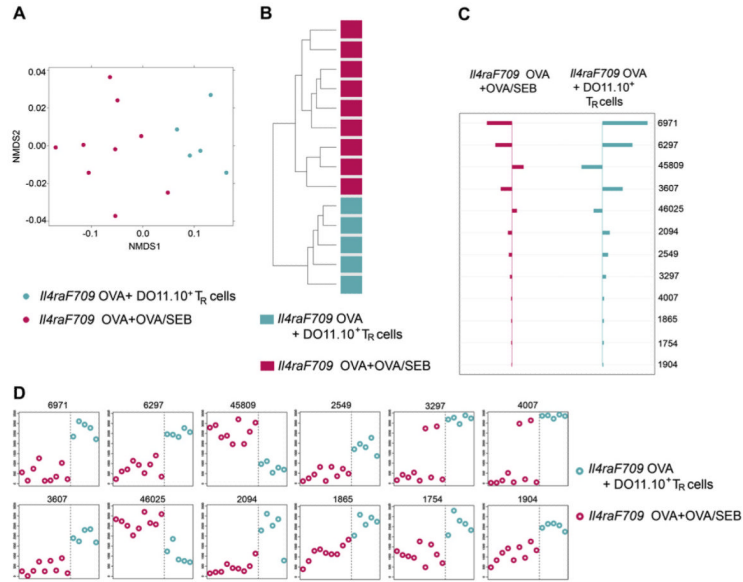 A
B
C
0.04
0.02
0.00
-0.02
-0.04
NMDS2
-0.1
0.0
0.1
NMDS1
Il4raF709 OVA+ DO11.10+TR cells
Il4raF709 OVA+OVA/SEB
Il4raF709 OVA
+ DO11.10+TR cells
Il4raF709 OVA+OVA/SEB
Il4raF709 OVA
+OVA/SEB
Il4raF709 OVA
+ DO11.10+
TR cells
6971
6297
45809
3607
46025
2094
2549
3297
4007
1865
1754
1904
D
6971 6297 45809 2549 3297 4007
3607 46025 2094 1865 1754 1904
Il4raF709 OVA
+ DO11.10+TR cells
Il4raF709 OVA+OVA/SEB